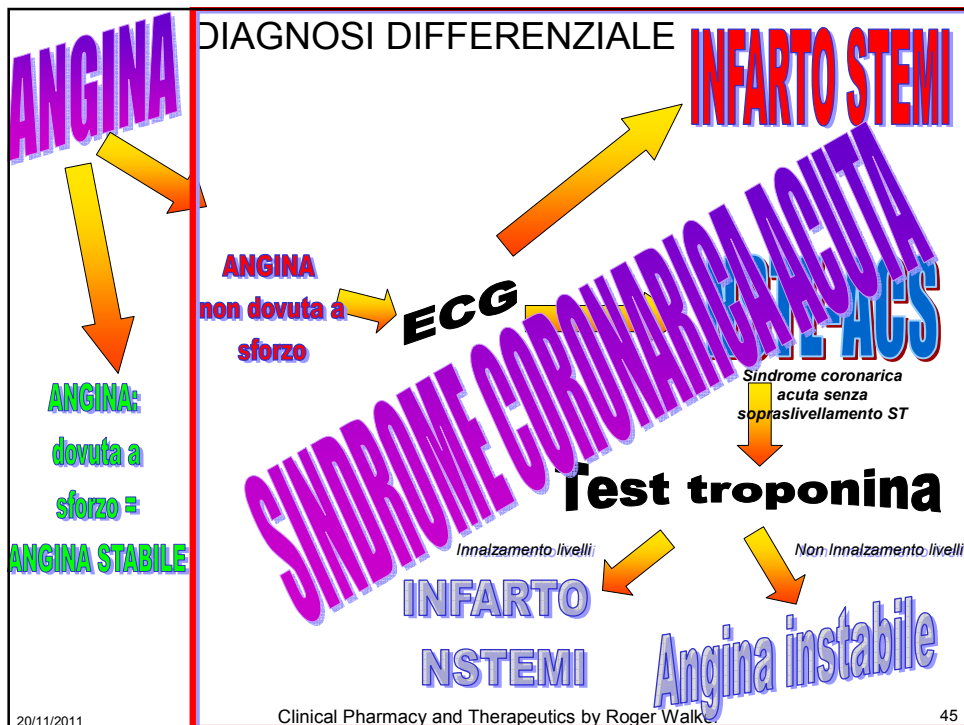 DIAGNOSI DIFFERENZIALE
ANGINA
INFARTO STEMI
ANGINA
non dovuta a
sforzo
ECG
SINDROME CORONARICA ACUTA
Sindrome coronarica
acuta senza
sopraslivellamento ST
ANGINA:
dovuta a
sforzo =
ANGINA STABILE
Test troponina
Innalzamento livelli
Non Innalzamento livelli
INFARTO
NSTEMI
Angina instabile
20/11/2011
Clinical Pharmacy and Therapeutics by Roger Walker
45